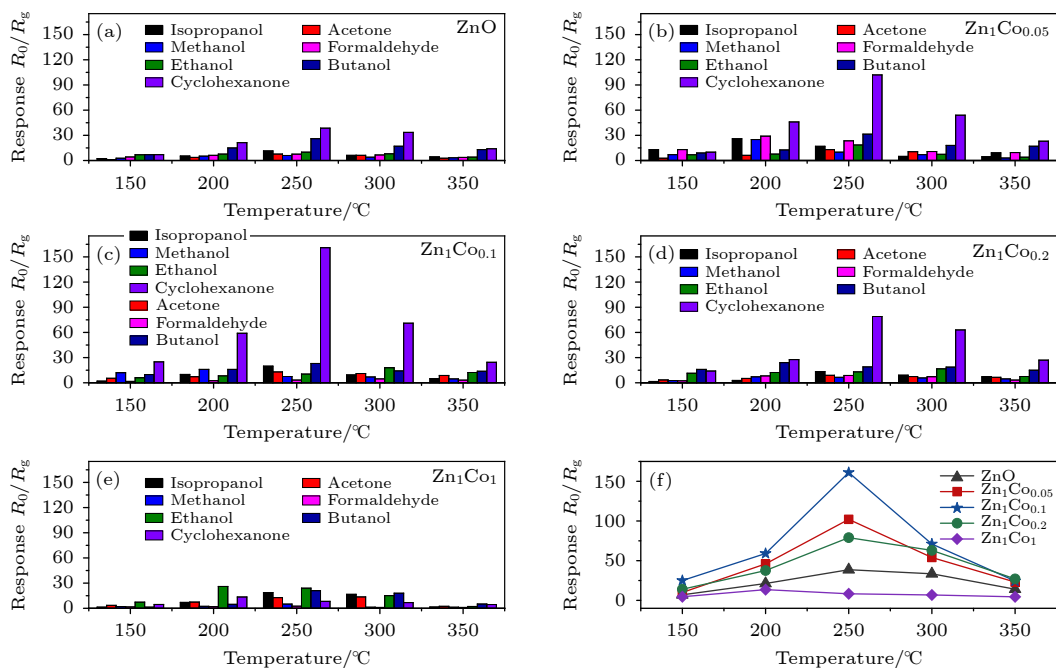 (a) ZnO
Isopropanol Acetone
Methanol Formaldehyde
Ethanol Butanol
Cyclohexanone
Response R₀/R_g
150
120
90
60
30
0
150 200 250 300 350
Temperature/℃
(b) Zn₁Co₀.₀₅
Isopropanol Acetone
Methanol Formaldehyde
Ethanol Butanol
Cyclohexanone
Response R₀/R_g
150
120
90
60
30
0
150 200 250 300 350
Temperature/℃
(c) Zn₁Co₀.₁
Isopropanol
Methanol
Ethanol
Cyclohexanone
Acetone
Formaldehyde
Butanol
Response R₀/R_g
150
120
90
60
30
0
150 200 250 300 350
Temperature/℃
(d) Zn₁Co₀.₂
Isopropanol Acetone
Methanol Formaldehyde
Ethanol Butanol
Cyclohexanone
Response R₀/R_g
150
120
90
60
30
0
150 200 250 300 350
Temperature/℃
(e) Zn₁Co₁
Isopropanol Acetone
Methanol Formaldehyde
Ethanol Butanol
Cyclohexanone
Response R₀/R_g
150
120
90
60
30
0
150 200 250 300 350
Temperature/℃
(f)
ZnO
Zn₁Co₀.₀₅
Zn₁Co₀.₁
Zn₁Co₀.₂
Zn₁Co₁
Response R₀/R_g
150
100
50
0
150 200 250 300 350
Temperature/℃